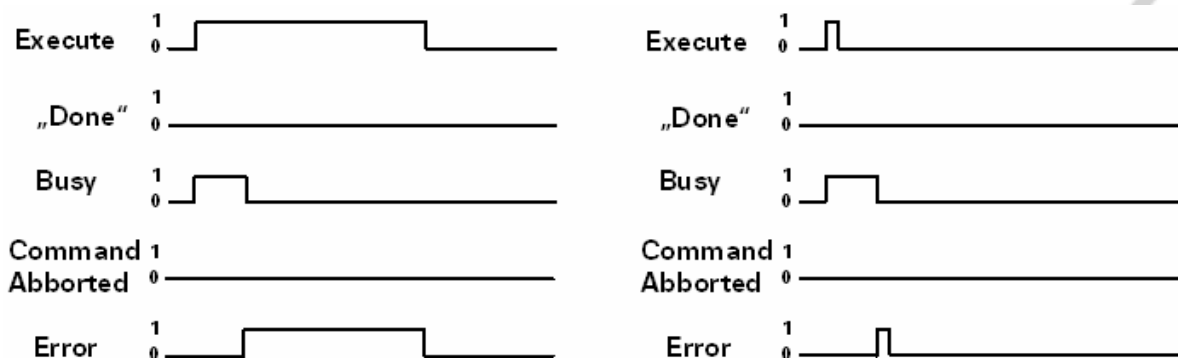 Execute 1 0
„Done“ 1 0
Busy 1 0
Command Abborted 1 0
Error 1 0
Execute 1 0
„Done“ 1 0
Busy 1 0
Command Abborted 1 0
Error 1 0